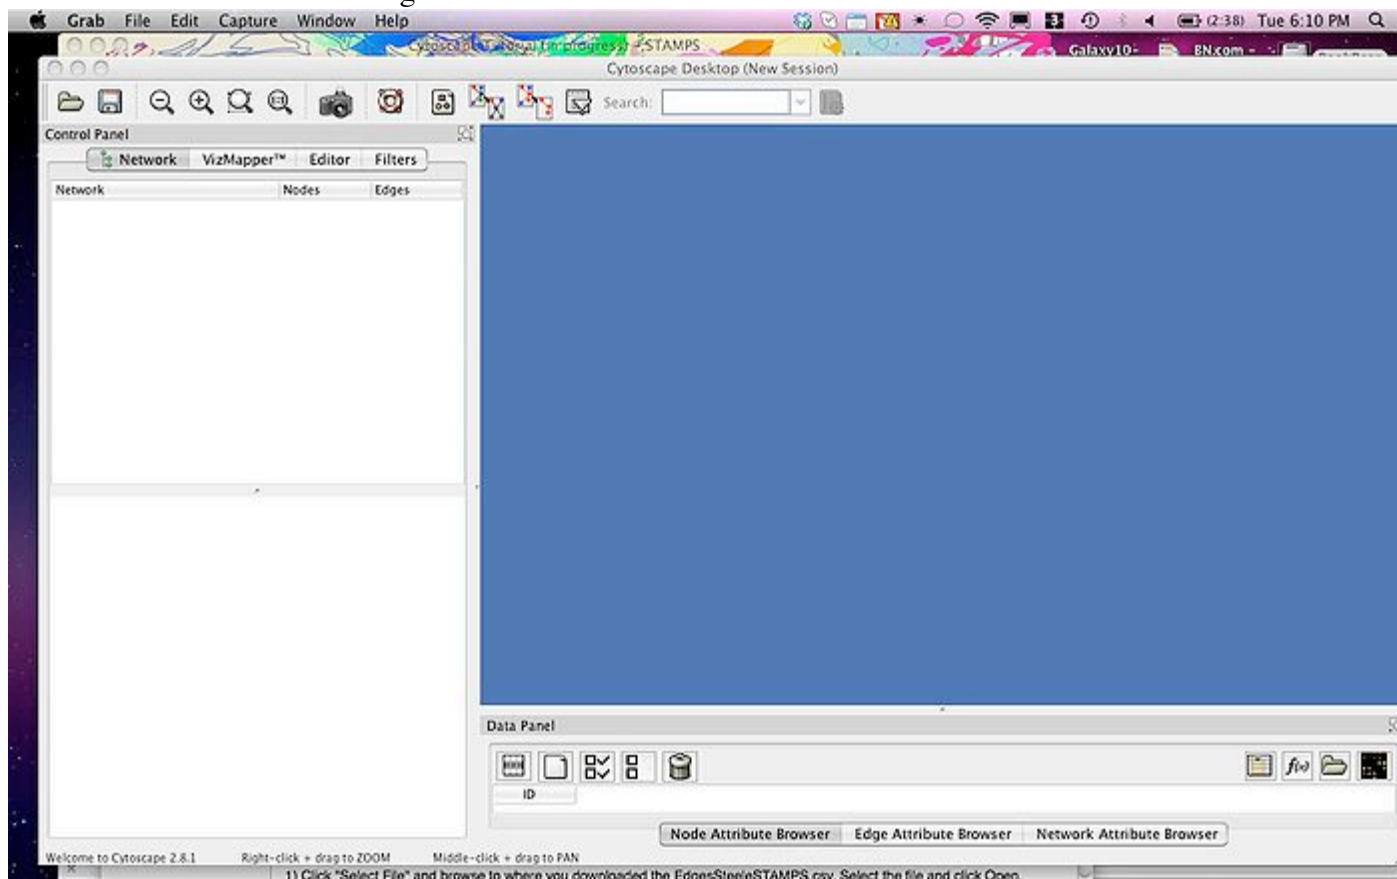 Grab File Edit Capture Window Help (2:38) Tue 6:10 PM
STAMPS Galaxy10- BN.com -
Cytoscape Desktop (New Session)
Search:
Control Panel
Network VizMapper™ Editor Filters
Network Nodes Edges
Data Panel
f(x)
ID
Node Attribute Browser Edge Attribute Browser Network Attribute Browser
Welcome to Cytoscape 2.8.1 Right-click + drag to ZOOM Middle-click + drag to PAN
1) Click "Select File" and browse to where you downloaded the EdgesSteeleSTAMPS.csv. Select the file and click Open.